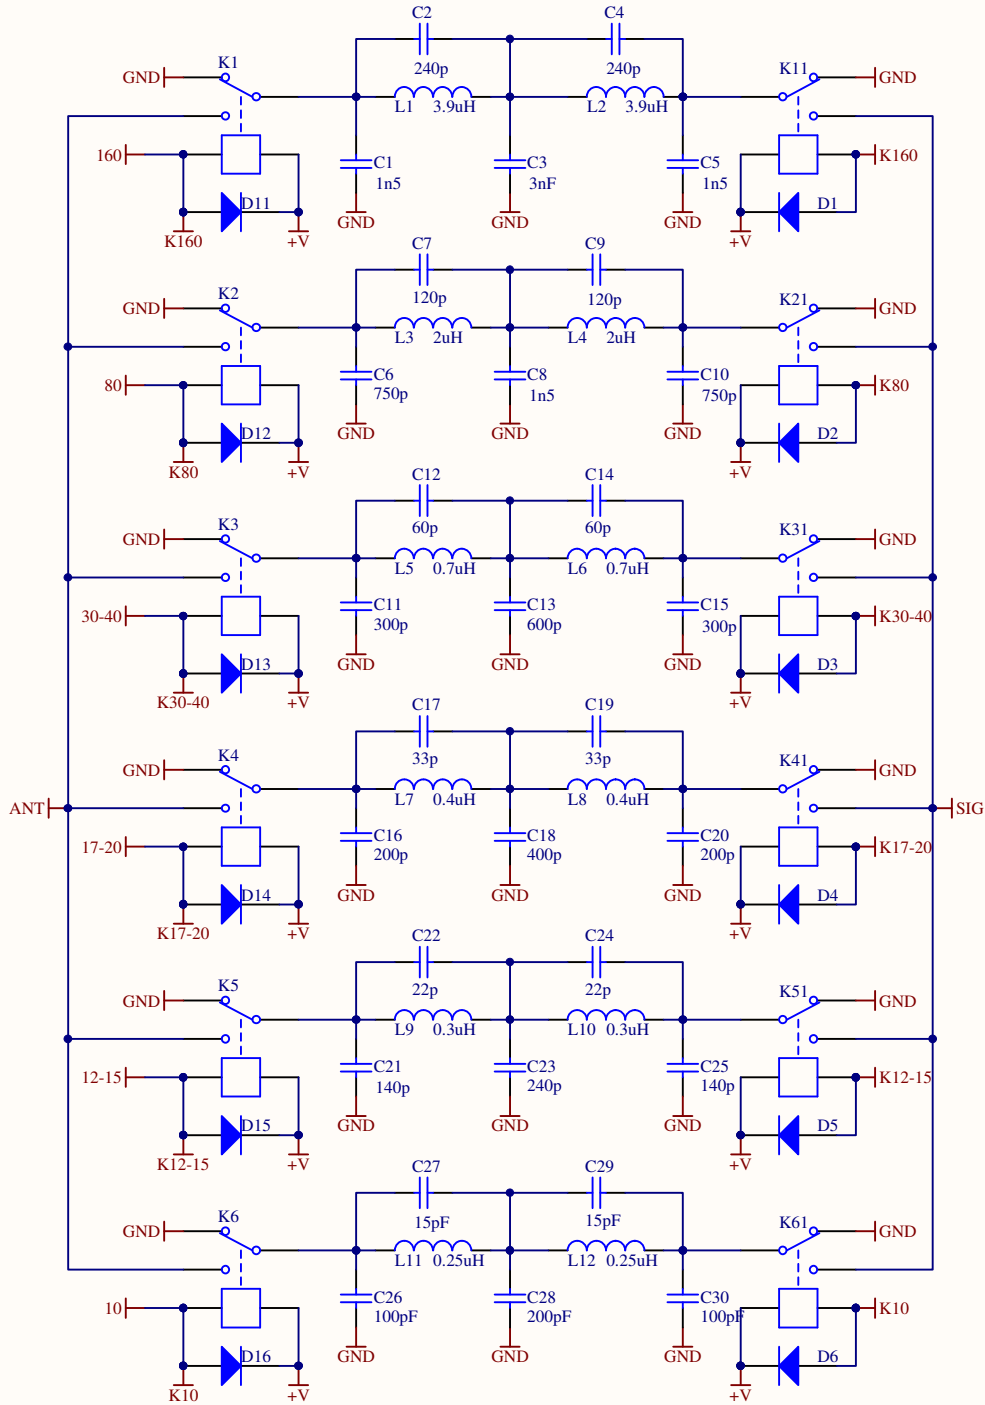 C2 C4
240p 240p
K1 K11
GND GND
L1 3.9uH L2 3.9uH
160 K160
C1 C3 C5
1n5 3nF 1n5
D11 D1
GND GND GND
K160 +V +V
C7 C9
120p 120p
K2 K21
GND GND
L3 2uH L4 2uH
80 K80
C6 C8 C10
750p 1n5 750p
D12 D2
GND GND GND
K80 +V +V
C12 C14
60p 60p
K3 K31
GND GND
L5 0.7uH L6 0.7uH
30-40 K30-40
C11 C13 C15
300p 600p 300p
D13 D3
GND GND GND
K30-40 +V +V
C17 C19
33p 33p
K4 K41
GND GND
L7 0.4uH L8 0.4uH
ANT SIG
17-20 K17-20
C16 C18 C20
200p 400p 200p
D14 D4
GND GND GND
K17-20 +V +V
C22 C24
22p 22p
K5 K51
GND GND
L9 0.3uH L10 0.3uH
12-15 K12-15
C21 C23 C25
140p 240p 140p
D15 D5
GND GND GND
K12-15 +V +V
C27 C29
15pF 15pF
K6 K61
GND GND
L11 0.25uH L12 0.25uH
10 K10
C26 C28 C30
100pF 200pF 100pF
D16 D6
GND GND GND
K10 +V +V